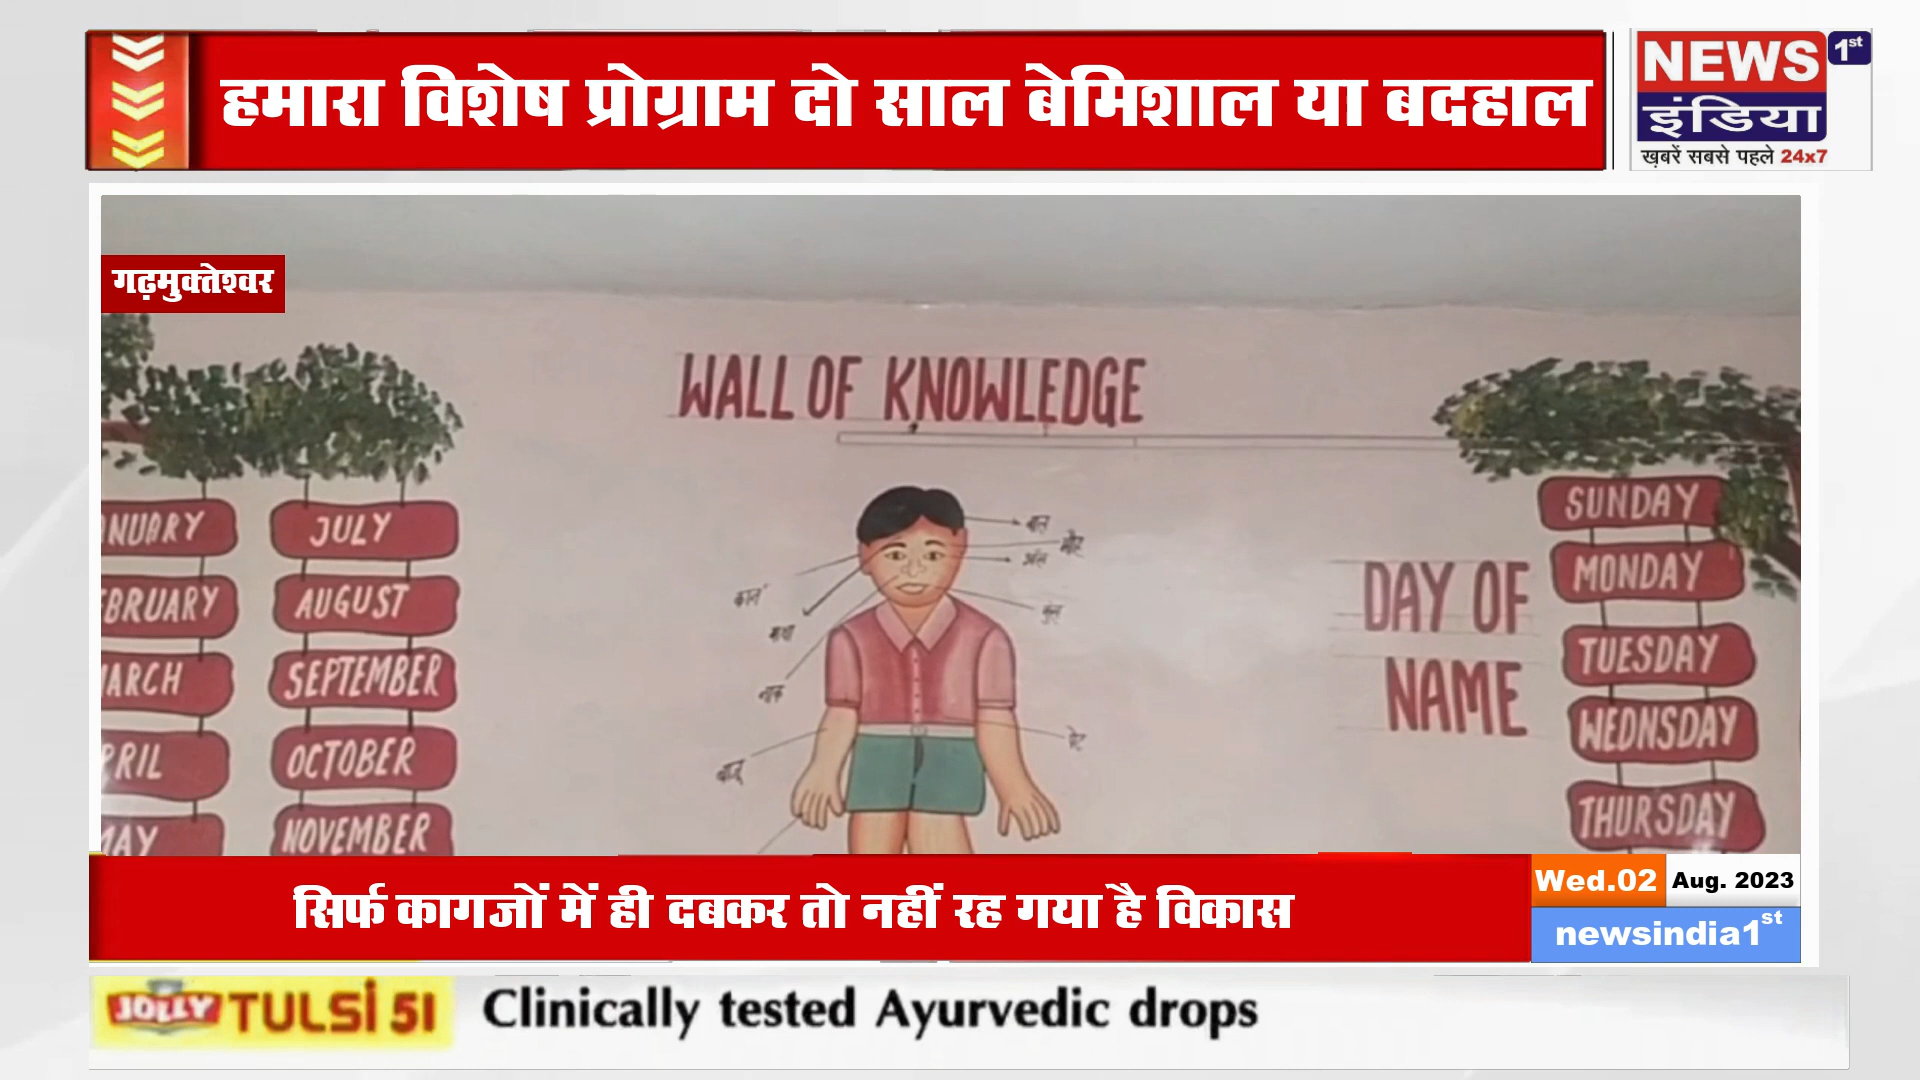 हमारा विशेष प्रोग्राम दो साल बेमिशाल या बदहाल
NEWS 1st
इंडिया
ख़बरें सबसे पहले 24x7
गढ़मुक्तेश्वर
WALL OF KNOWLEDGE
NUARY
JULY
BRUARY
AUGUST
ARCH
SEPTEMBER
RIL
OCTOBER
MAY
NOVEMBER
बाल
आँख
कान
नाक
पेट
DAY OF
NAME
SUNDAY
MONDAY
TUESDAY
WEDNSDAY
THURSDAY
सिर्फ कागजों में ही दबकर तो नहीं रह गया है विकास
Wed.02 Aug. 2023
newsindia1st
JOLLY TULSI 51 Clinically tested Ayurvedic drops